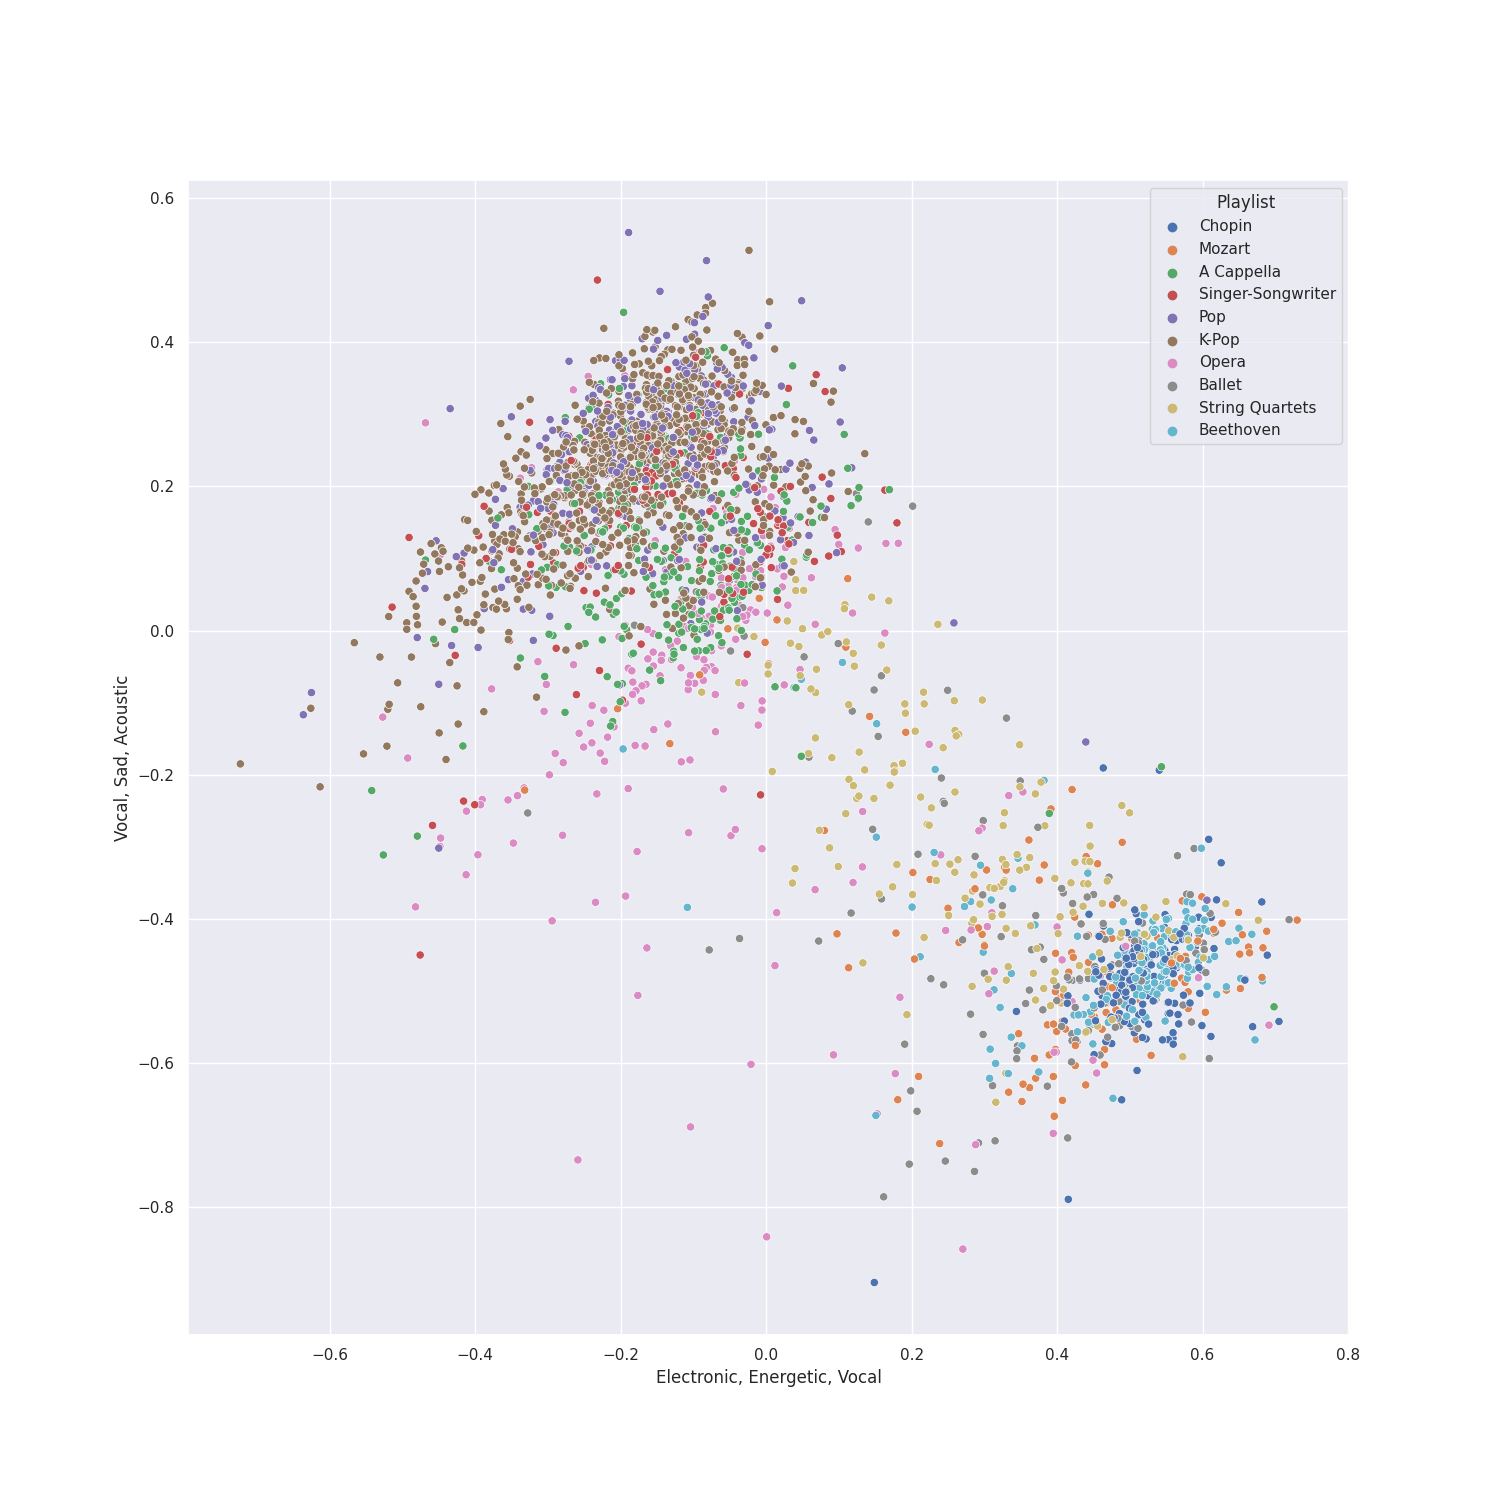 Playlist
Chopin
Mozart
A Cappella
Singer-Songwriter
Pop
K-Pop
Opera
Ballet
String Quartets
Beethoven
0.6
0.4
0.2
0.0
−0.2
−0.4
−0.6
−0.8
Vocal, Sad, Acoustic
−0.6
−0.4
−0.2
0.0
0.2
0.4
0.6
0.8
Electronic, Energetic, Vocal